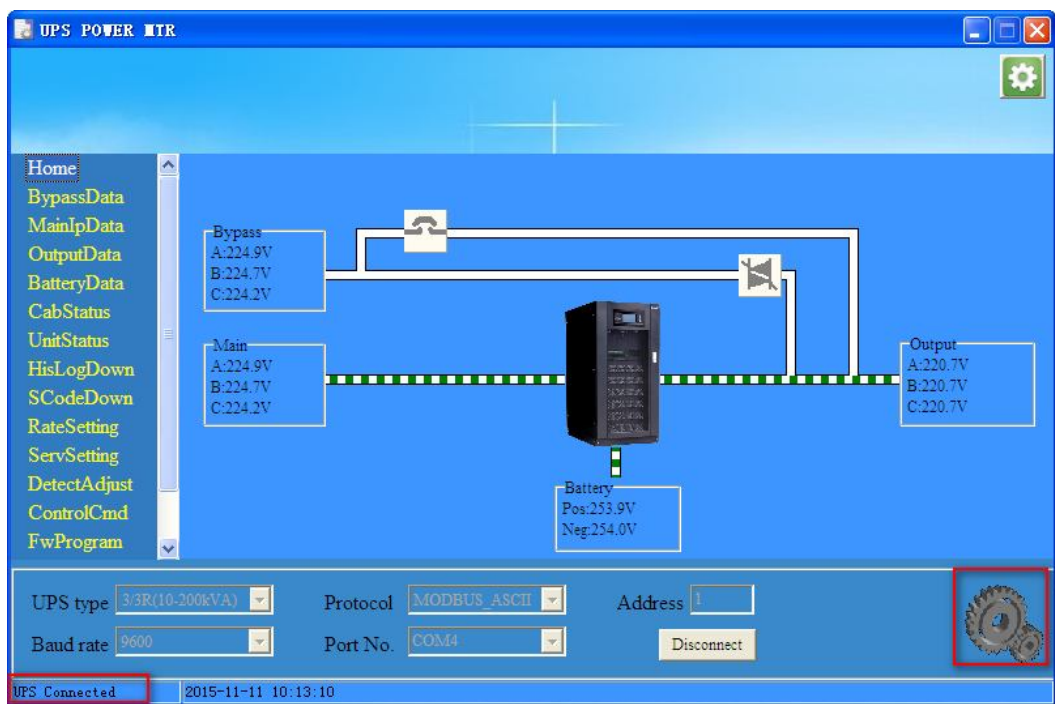 UPS POWER MTR
Home
BypassData
MainIpData
OutputData
BatteryData
CabStatus
UnitStatus
HisLogDown
SCodeDown
RateSetting
ServSetting
DetectAdjust
ControlCmd
FwProgram
Bypass
A:224.9V
B:224.7V
C:224.2V
Main
A:224.9V
B:224.7V
C:224.2V
Output
A:220.7V
B:220.7V
C:220.7V
Battery
Pos:253.9V
Neg:254.0V
UPS type 3/3R(10-200kVA) Protocol MODBUS_ASCII Address 1
Baud rate 9600 Port No. COM4 Disconnect
UPS Connected 2015-11-11 10:13:10